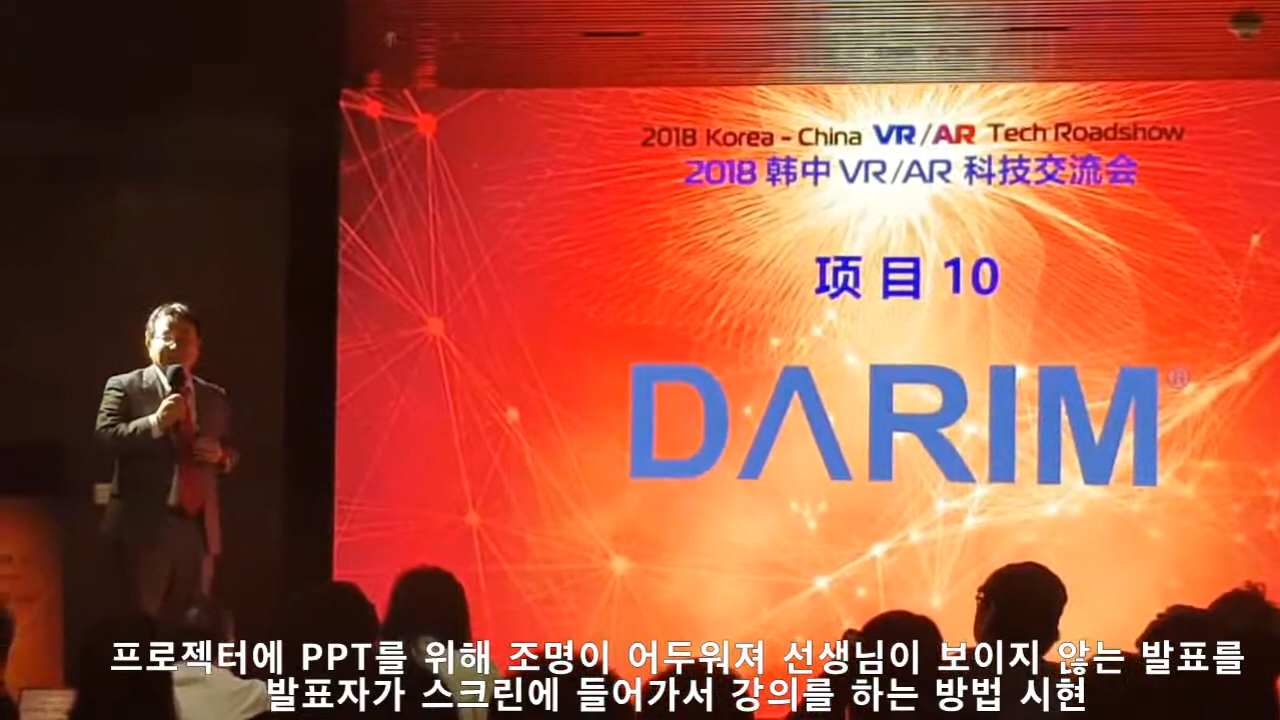 2018 Korea - China VR/AR Tech Roadshow
2018 韩中 VR/AR 科技交流会
项目10
DARIM®
프로젝터에 PPT를 위해 조명이 어두워져 선생님이 보이지 않는 발표를
발표자가 스크린에 들어가서 강의를 하는 방법 시현